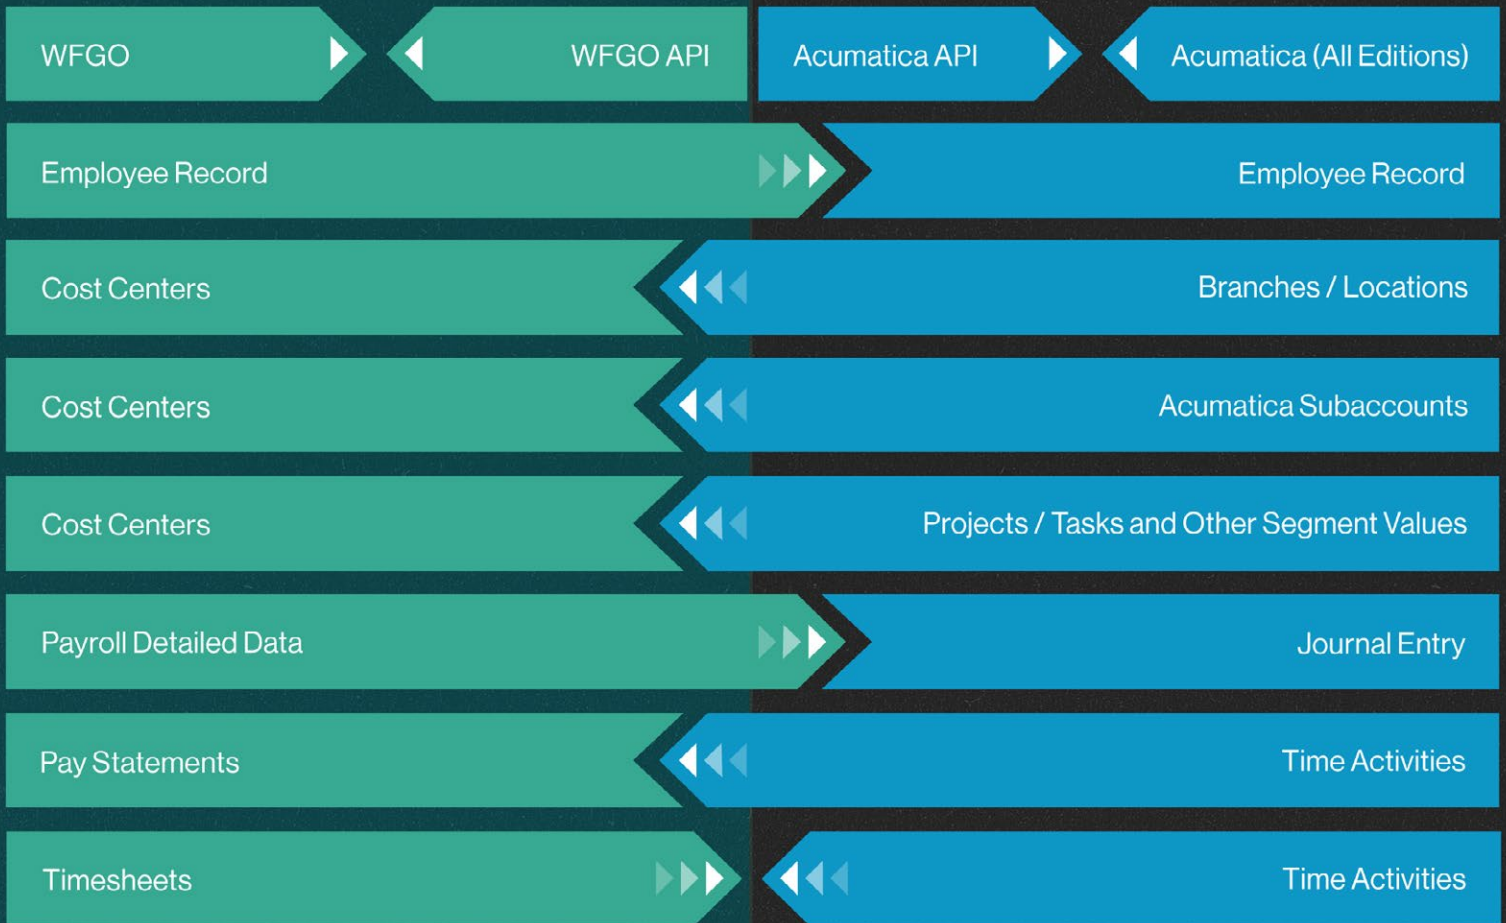 WFGO
WFGO API
Acumatica API
Acumatica (All Editions)
Employee Record
Employee Record
Cost Centers
Branches / Locations
Cost Centers
Acumatica Subaccounts
Cost Centers
Projects / Tasks and Other Segment Values
Payroll Detailed Data
Journal Entry
Pay Statements
Time Activities
Timesheets
Time Activities